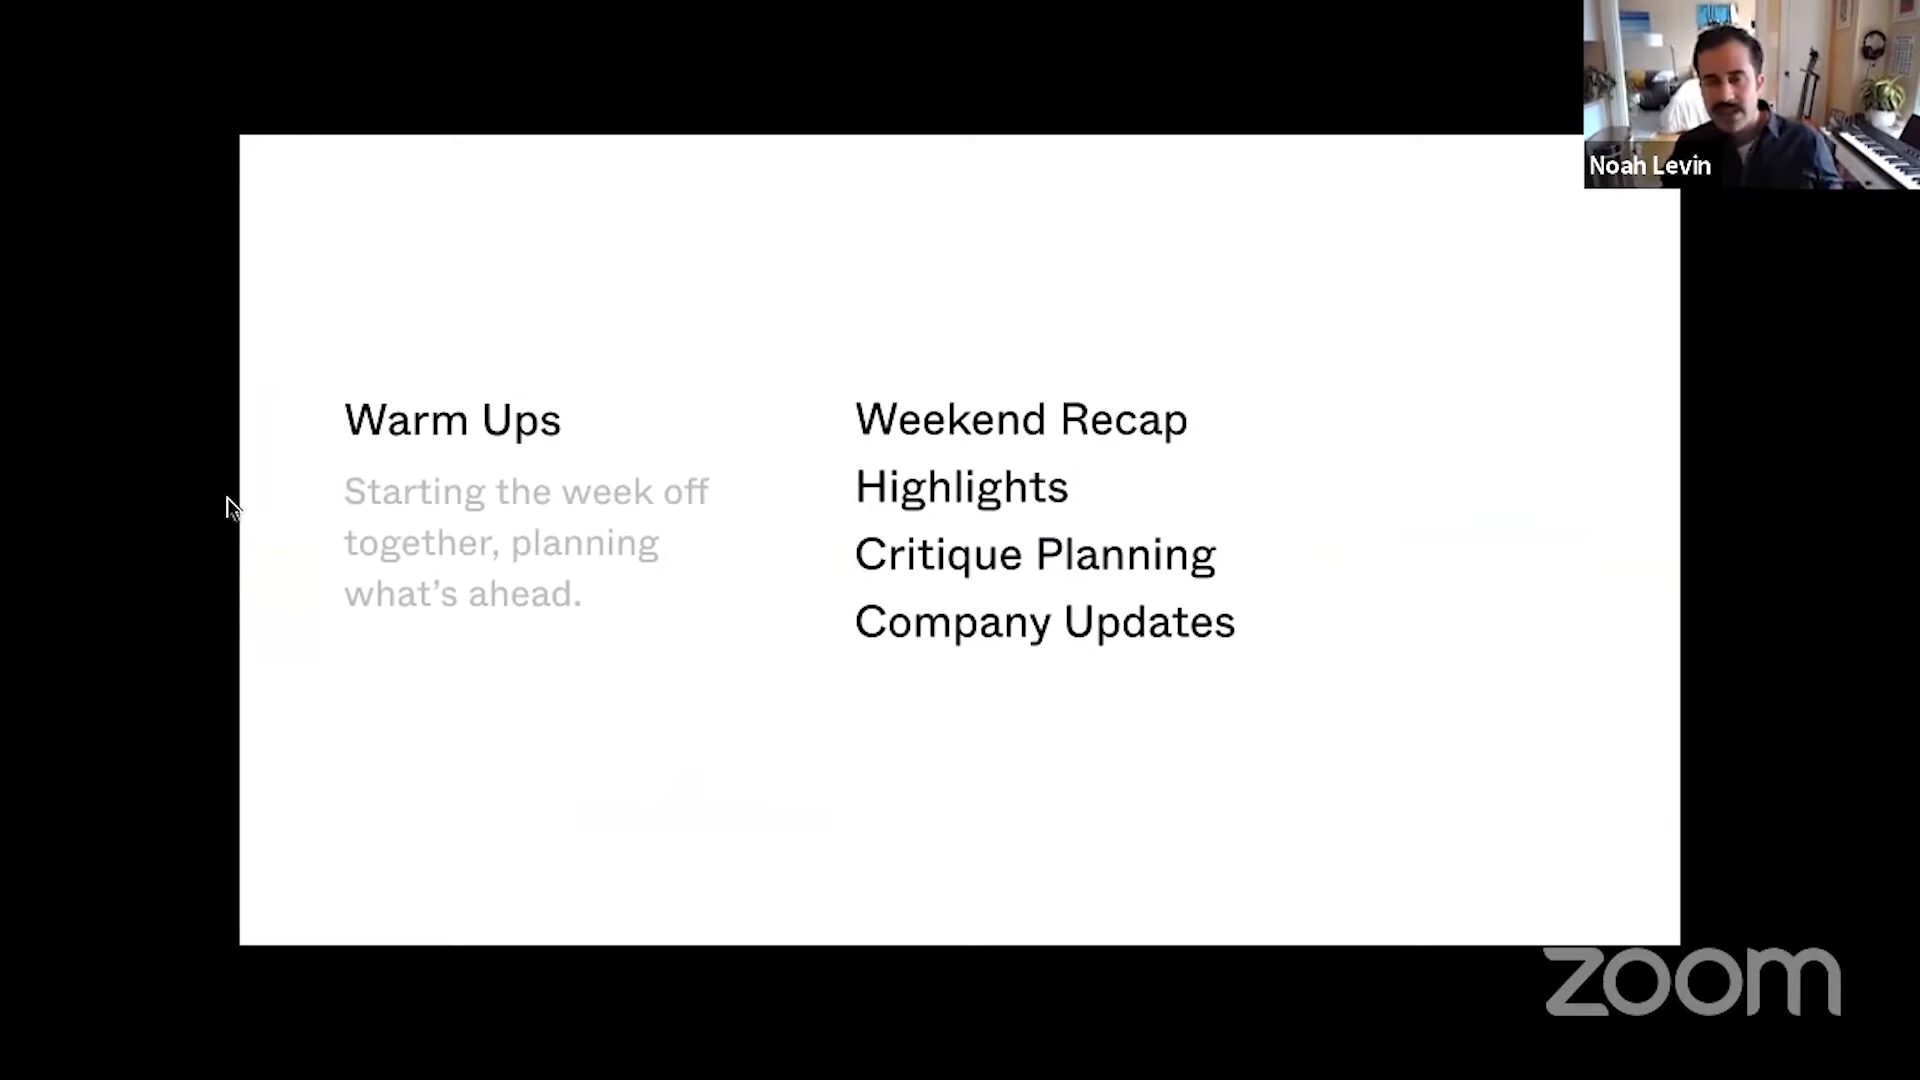 Noah Levin
Warm Ups
Starting the week off
together, planning
what’s ahead.
Weekend Recap
Highlights
Critique Planning
Company Updates
zoom